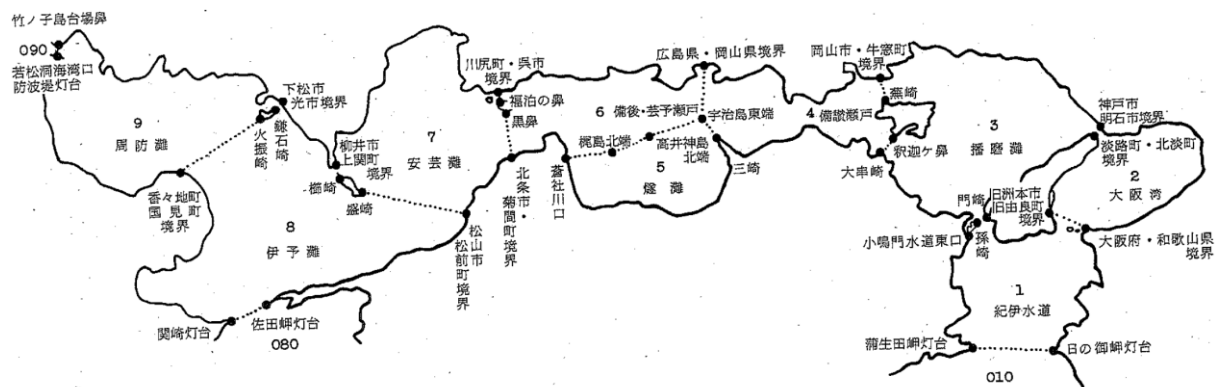 竹ノ子島台場鼻
090
若松洞海湾口
防波堤灯台
9
周防灘
下松市
光市境界
鎌石崎
火振崎
香々地町
国見町
境界
柳井市
上関町
境界
櫛崎
盛崎
7
安芸灘
8
伊予灘
関崎灯台
佐田岬灯台
080
松山市
松前町境界
川尻町・呉市
境界
福泊の鼻
黒鼻
北条市・
菊間町境界
6
備後・芸予瀬戸
広島県・岡山県境界
宇治島東端
梶島北端
高井神島
北端
蒼社川口
5
燧灘
三崎
4
備讃瀬戸
岡山市・牛窓町
境界
蕪崎
釈迦ヶ鼻
大串崎
3
播磨灘
神戸市
明石市境界
淡路町・北淡町
境界
2
大阪湾
門崎
旧洲本市
旧由良町
境界
小鳴門水道東口
孫崎
大阪府・和歌山県
境界
1
紀伊水道
蒲生田岬灯台
日の御岬灯台
010